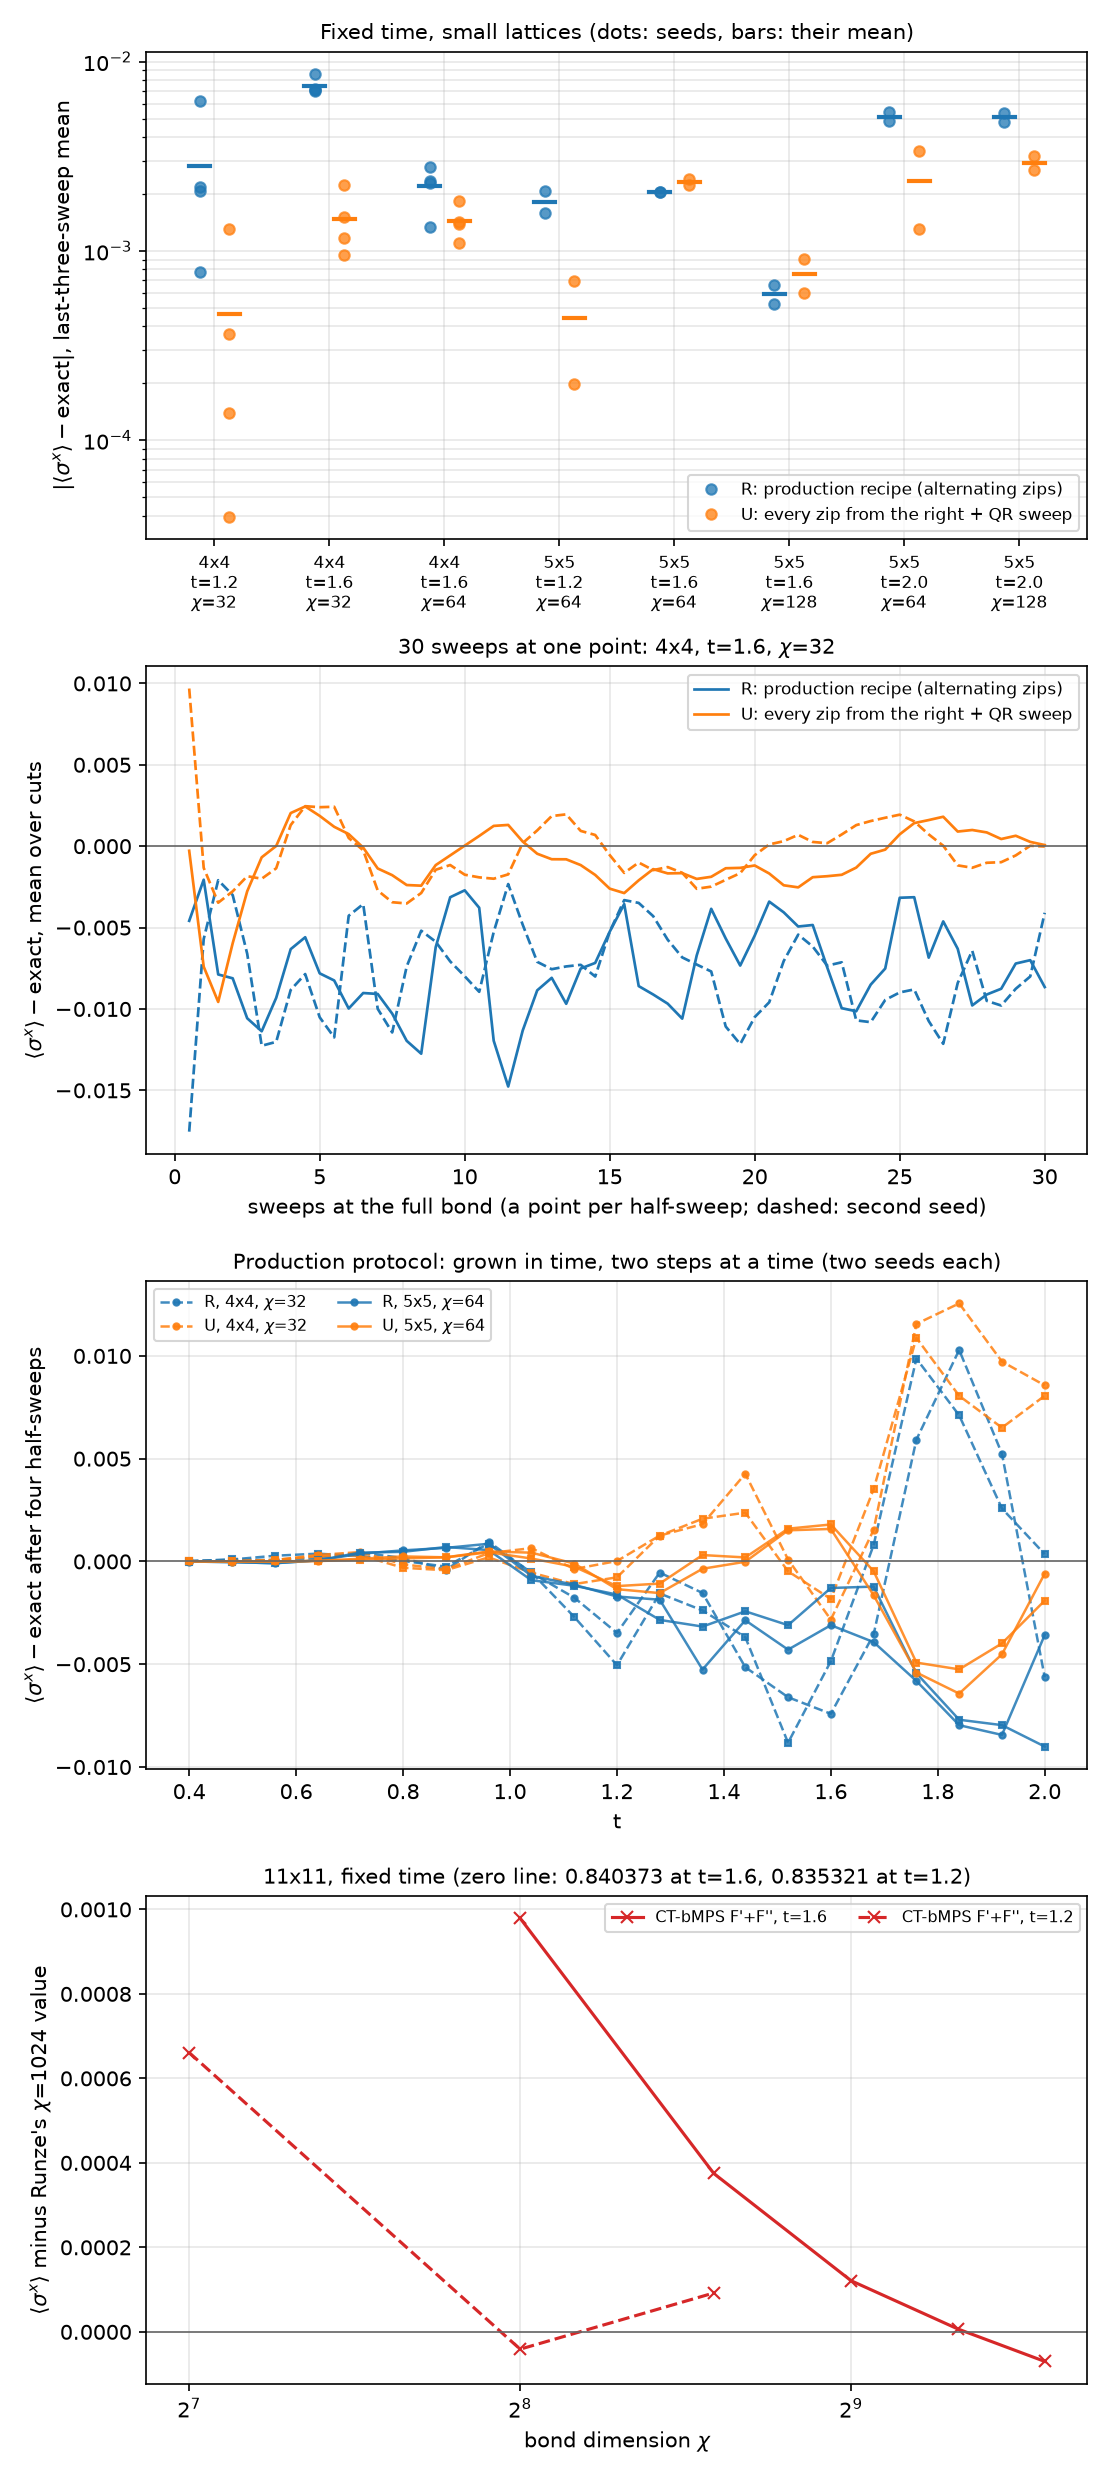 Fixed time, small lattices (dots: seeds, bars: their mean)
|⟨σˣ⟩ − exact|, last-three-sweep mean
10⁻²
10⁻³
10⁻⁴
R: production recipe (alternating zips)
U: every zip from the right + QR sweep
4x4 4x4 4x4 5x5 5x5 5x5 5x5 5x5
t=1.2 t=1.6 t=1.6 t=1.2 t=1.6 t=1.6 t=2.0 t=2.0
χ=32 χ=32 χ=64 χ=64 χ=64 χ=128 χ=64 χ=128
30 sweeps at one point: 4x4, t=1.6, χ=32
⟨σˣ⟩ − exact, mean over cuts
0.010
0.005
0.000
−0.005
−0.010
−0.015
R: production recipe (alternating zips)
U: every zip from the right + QR sweep
0 5 10 15 20 25 30
sweeps at the full bond (a point per half-sweep; dashed: second seed)
Production protocol: grown in time, two steps at a time (two seeds each)
⟨σˣ⟩ − exact after four half-sweeps
R, 4x4, χ=32 R, 5x5, χ=64
U, 4x4, χ=32 U, 5x5, χ=64
0.010
0.005
0.000
−0.005
−0.010
0.4 0.6 0.8 1.0 1.2 1.4 1.6 1.8 2.0
t
11x11, fixed time (zero line: 0.840373 at t=1.6, 0.835321 at t=1.2)
⟨σˣ⟩ minus Runze's χ=1024 value
CT-bMPS F'+F'', t=1.6 CT-bMPS F'+F'', t=1.2
0.0010
0.0008
0.0006
0.0004
0.0002
0.0000
2⁷ 2⁸ 2⁹
bond dimension χ